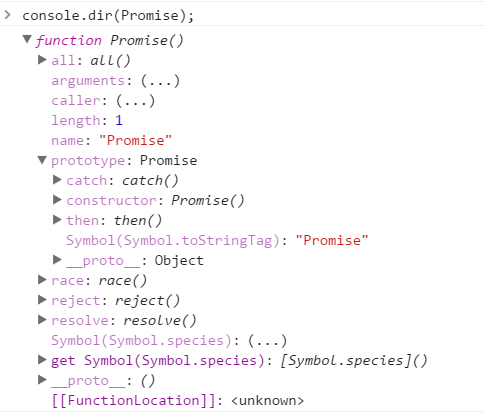 > console.dir(Promise);
▼function Promise()
▶all: all()
arguments: (...)
caller: (...)
length: 1
name: "Promise"
▼prototype: Promise
▶catch: catch()
▶constructor: Promise()
▶then: then()
Symbol(Symbol.toStringTag): "Promise"
▶__proto__: Object
▶race: race()
▶reject: reject()
▶resolve: resolve()
Symbol(Symbol.species): (...)
▶get Symbol(Symbol.species): [Symbol.species]()
▶__proto__: ()
[[FunctionLocation]]: <unknown>